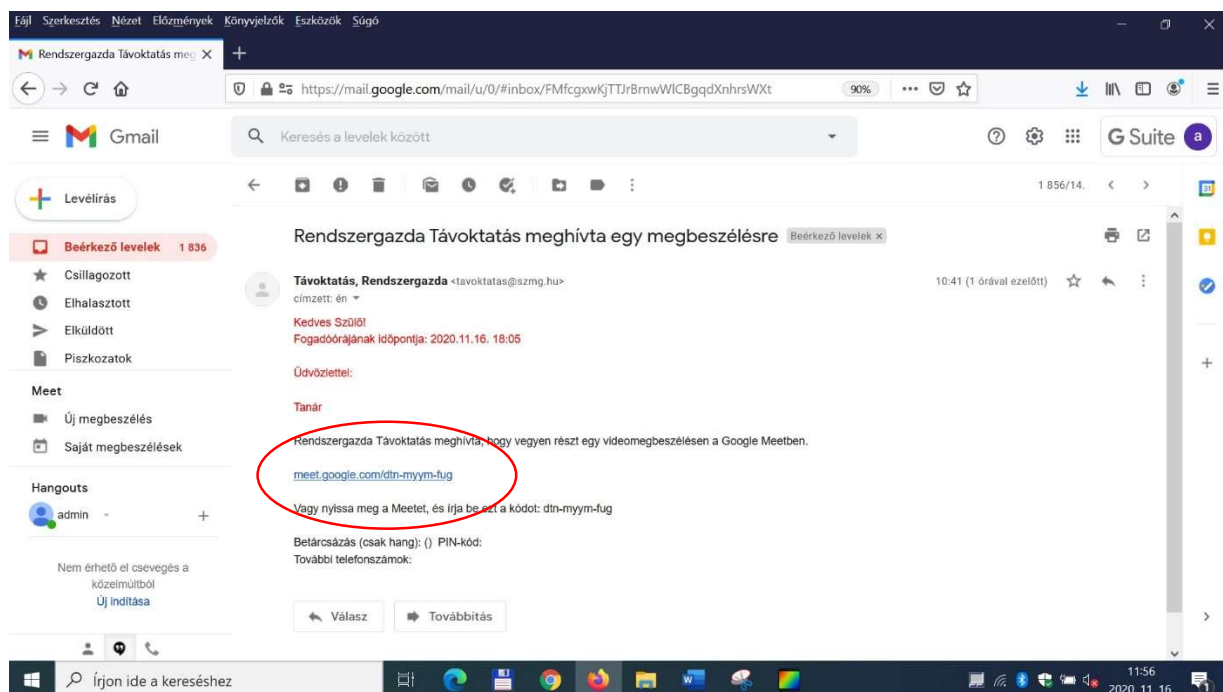 Fájl Szerkesztés Nézet Előzmények Könyvjelzők Eszközök Súgó
Rendszergazda Távoktatás meg
https://mail.google.com/mail/u/0/#inbox/FMfcgxwKjTTJrBrnwWlCBgqdXnhrsWXt 90%
Gmail
Keresés a levelek között
G Suite a
Levélírás
1 856/14.
31
Beérkező levelek 1 836
Csillagozott
Elhalasztott
Elküldött
Piszkozatok
Meet
Új megbeszélés
Saját megbeszélések
Hangouts
admin
Nem érhető el csevegés a
közelmúltból
Új indítása
Rendszergazda Távoktatás meghívta egy megbeszélésre Beérkező levelek x
Távoktatás, Rendszergazda <tavoktatas@szmg.hu> 10:41 (1 órával ezelőtt)
címzett: én
Kedves Szülő!
Fogadóórájának időpontja: 2020.11.16. 18:05
Üdvözlettel:
Tanár
Rendszergazda Távoktatás meghívta, hogy vegyen részt egy videomegbeszélésen a Google Meetben.
meet.google.com/dtn-myym-fug
Vagy nyissa meg a Meetet, és írja be ezt a kódot: dtn-myym-fug
Betárcsázás (csak hang): () PIN-kód:
További telefonszámok:
Válasz Továbbítás
Írjon ide a kereséshez
11:56
2020. 11. 16.